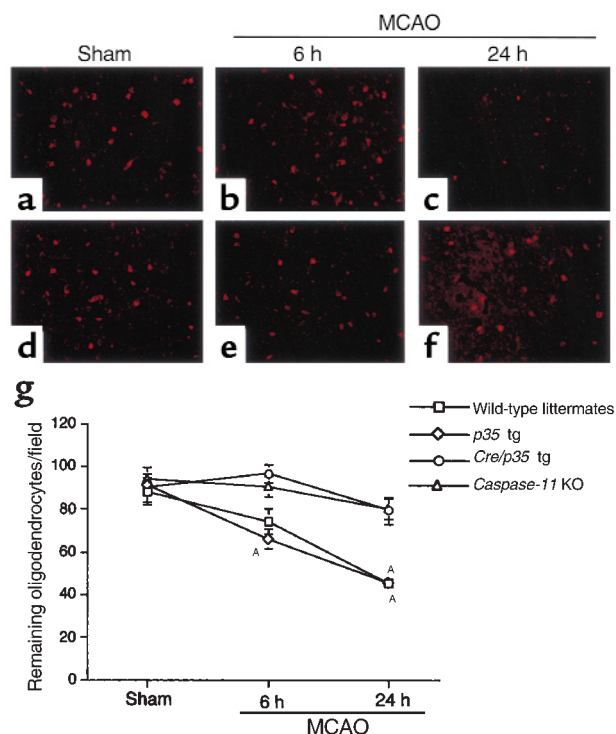 MCAO
Sham 6 h 24 h
a b c
d e f
g
120
100
80
60
40
20
0
Remaining oligodendrocytes/field
A
A
A
Sham 6 h 24 h
MCAO
Wild-type littermates
p35 tg
Cre/p35 tg
Caspase-11 KO